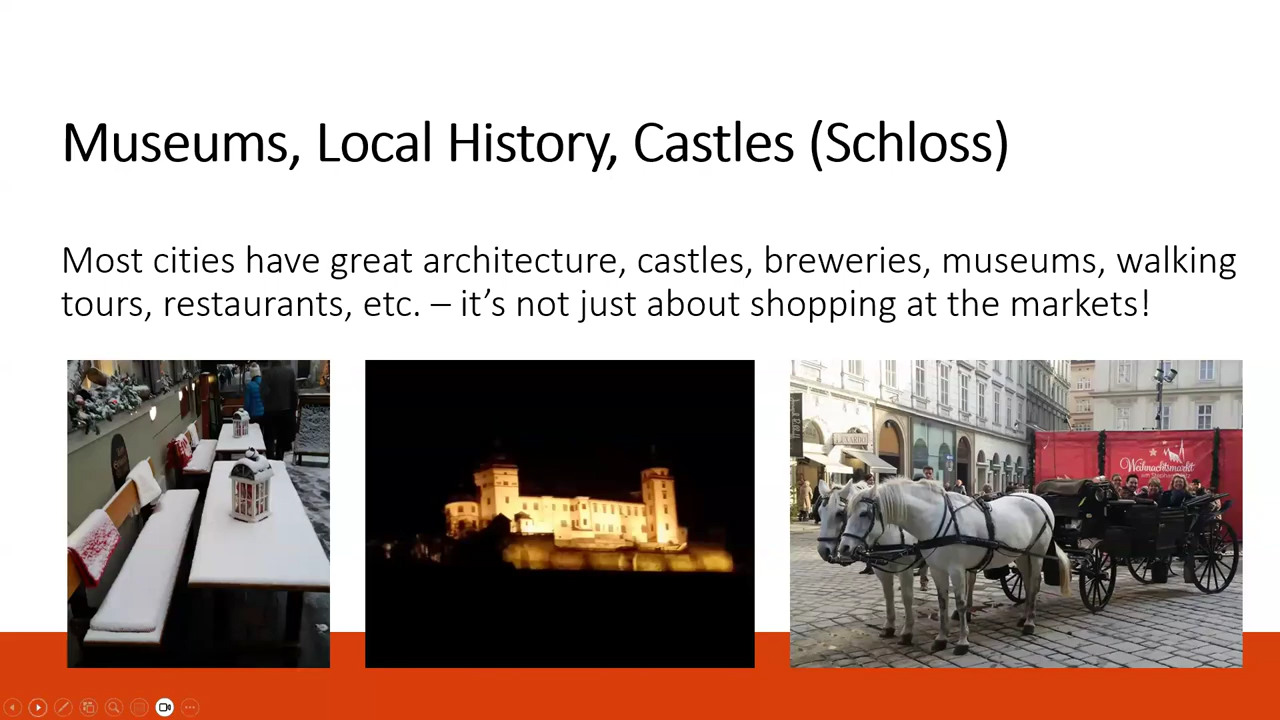 Museums, Local History, Castles (Schloss)
Most cities have great architecture, castles, breweries, museums, walking
tours, restaurants, etc. – it’s not just about shopping at the markets!
Weihnachtsmarkt